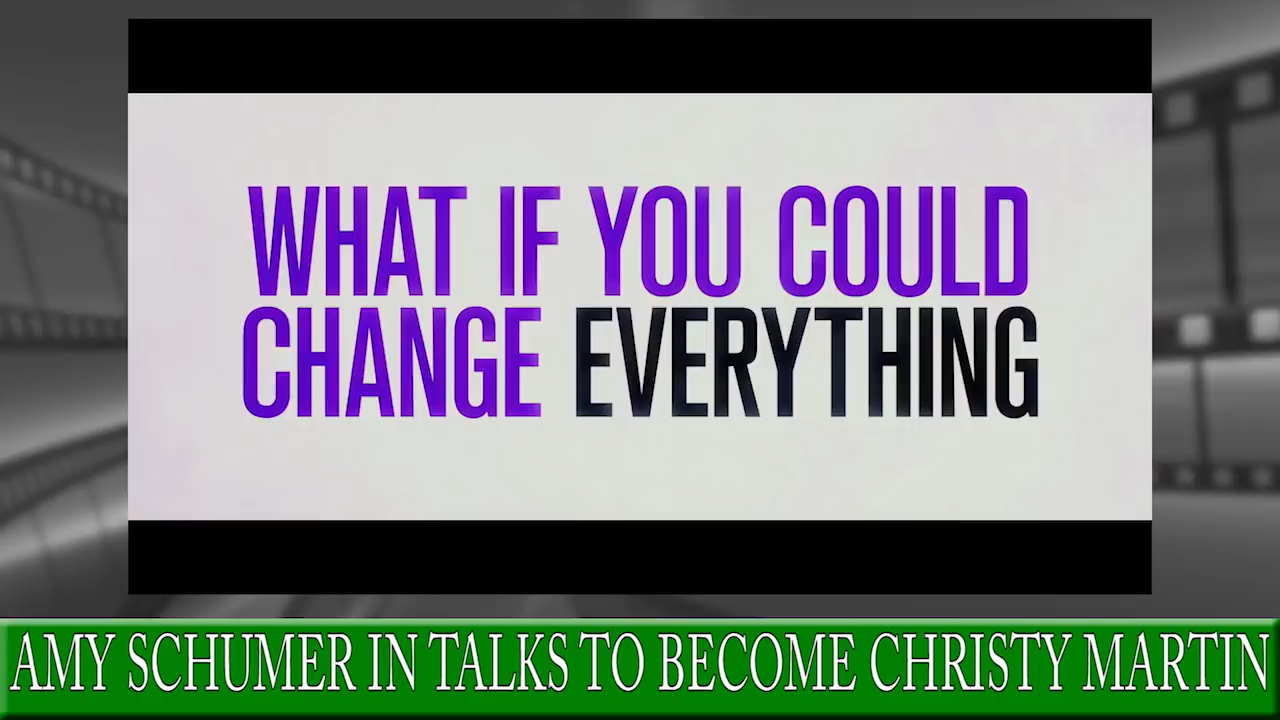 WHAT IF YOU COULD
CHANGE EVERYTHING
AMY SCHUMER IN TALKS TO BECOME CHRISTY MARTIN